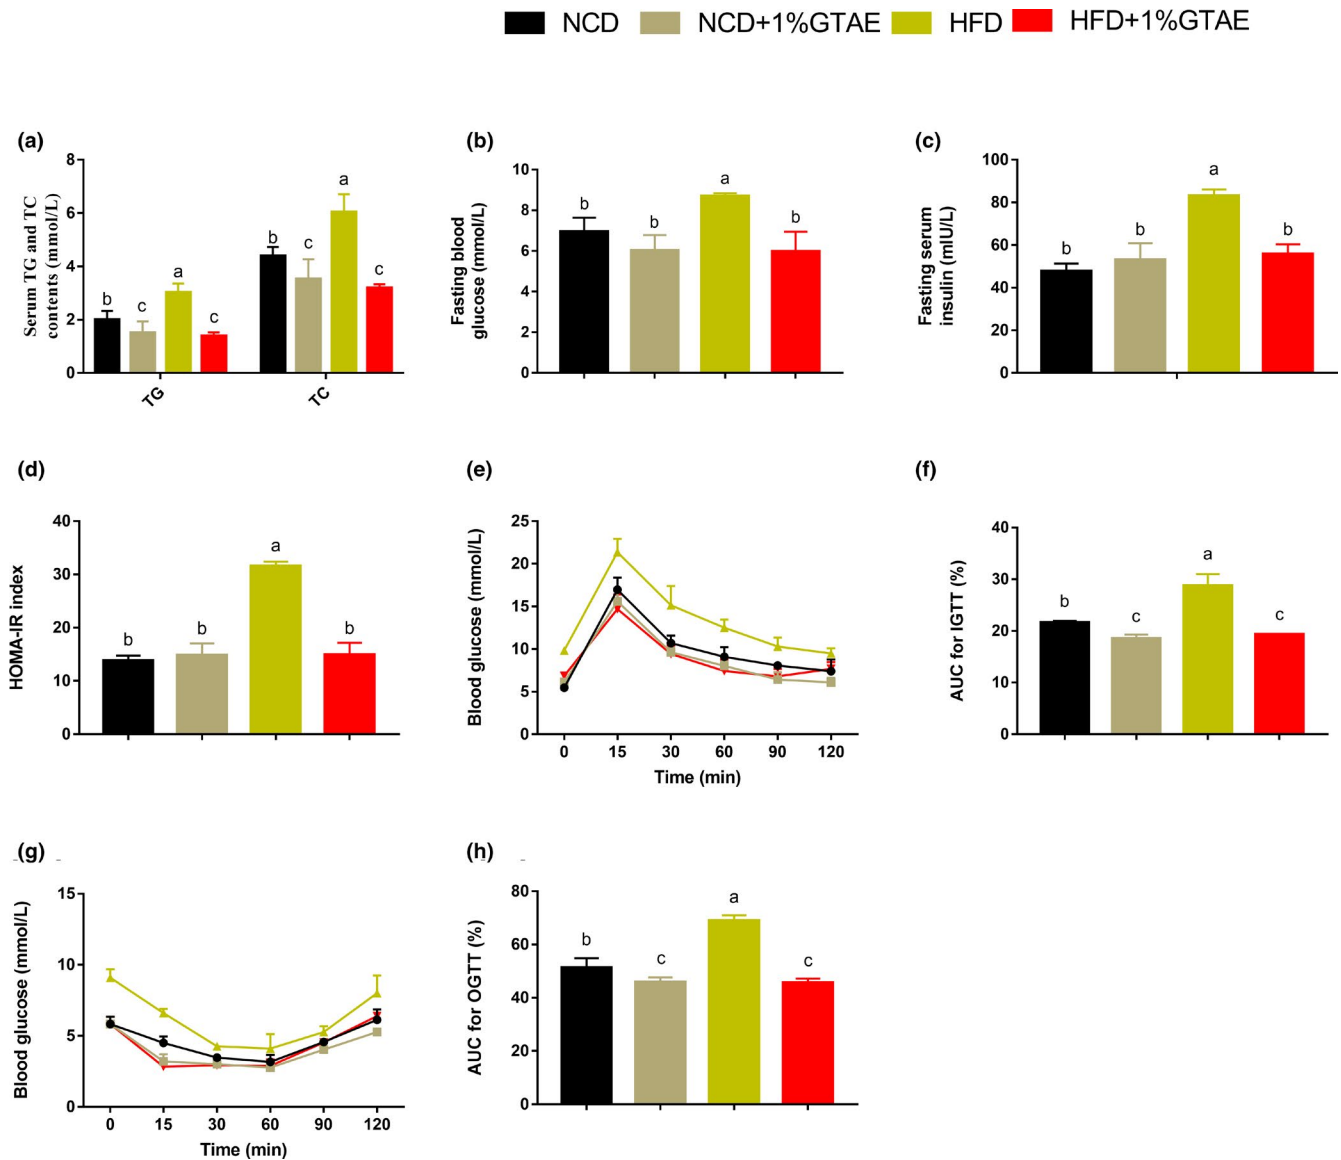 NCD NCD+1%GTAE HFD HFD+1%GTAE
(a)
Serum TG and TC
contents (mmol/L)
8
6
4
2
0
b
c
a
c
b
c
a
c
TG TC
(b)
Fasting blood
glucose (mmol/L)
10
8
6
4
2
0
b
b
a
b
(c)
Fasting serum
insulin (mIU/L)
100
80
60
40
20
0
b
b
a
b
(d)
HOMA-IR index
40
30
20
10
0
b
b
a
b
(e)
Blood glucose (mmol/L)
25
20
15
10
5
0
0 15 30 60 90 120
Time (min)
(f)
AUC for IGTT (%)
40
30
20
10
0
b
c
a
c
(g)
Blood glucose (mmol/L)
15
10
5
0
0 15 30 60 90 120
Time (min)
(h)
AUC for OGTT (%)
80
60
40
20
0
b
c
a
c